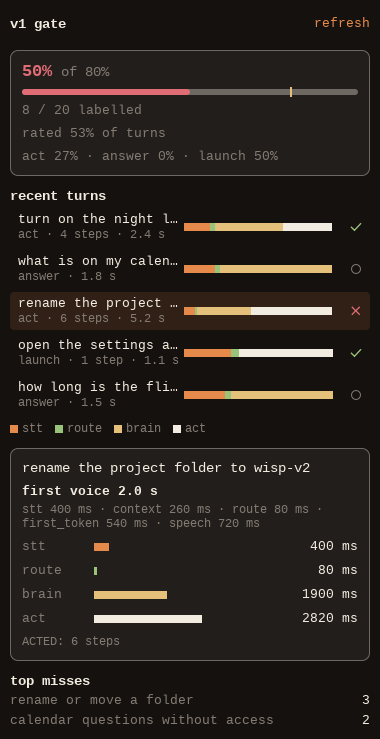 v1 gate refresh
50% of 80%
8 / 20 labelled
rated 53% of turns
act 27% · answer 0% · launch 50%
recent turns
turn on the night l…
act · 4 steps · 2.4 s
what is on my calen…
answer · 1.8 s
rename the project …
act · 6 steps · 5.2 s
open the settings a…
launch · 1 step · 1.1 s
how long is the fli…
answer · 1.5 s
stt route brain act
rename the project folder to wisp-v2
first voice 2.0 s
stt 400 ms · context 260 ms · route 80 ms ·
first_token 540 ms · speech 720 ms
stt 400 ms
route 80 ms
brain 1900 ms
act 2820 ms
ACTED: 6 steps
top misses
rename or move a folder 3
calendar questions without access 2